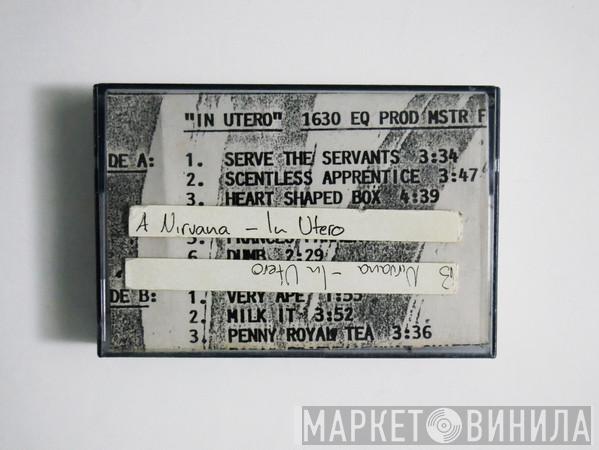 "IN UTERO" 1630 EQ PROD MSTR F
DE A: 1. SERVE THE SERVANTS 3:34
2. SCENTLESS APPRENTICE 3:47
3. HEART SHAPED BOX 4:39
A Nirvana - In Utero
6. DUMB 2:29
B Nirvana - In Utero
DE B: 1. VERY APE 1:55
2. MILK IT 3:52
3. PENNY ROYAL TEA 3:36
МАРКЕТ ВИНИЛА